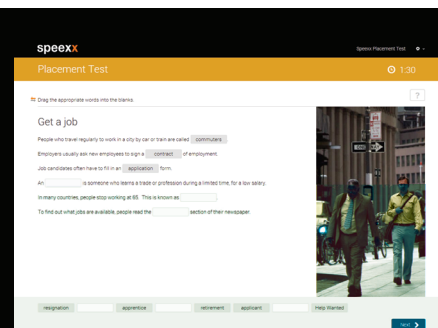 speexx
Speexx Placement Test
Placement Test
1:30
Drag the appropriate words into the blanks.
?
Get a job
People who travel regularly to work in a city by car or train are called commuters
Employers usually ask new employees to sign a contract of employment.
Job candidates often have to fill in an application form.
An is someone who learns a trade or profession during a limited time, for a low salary.
In many countries, people stop working at 65. This is known as .
To find out what jobs are available, people read the section of their newspaper.
resignation apprentice retirement applicant Help Wanted
Next